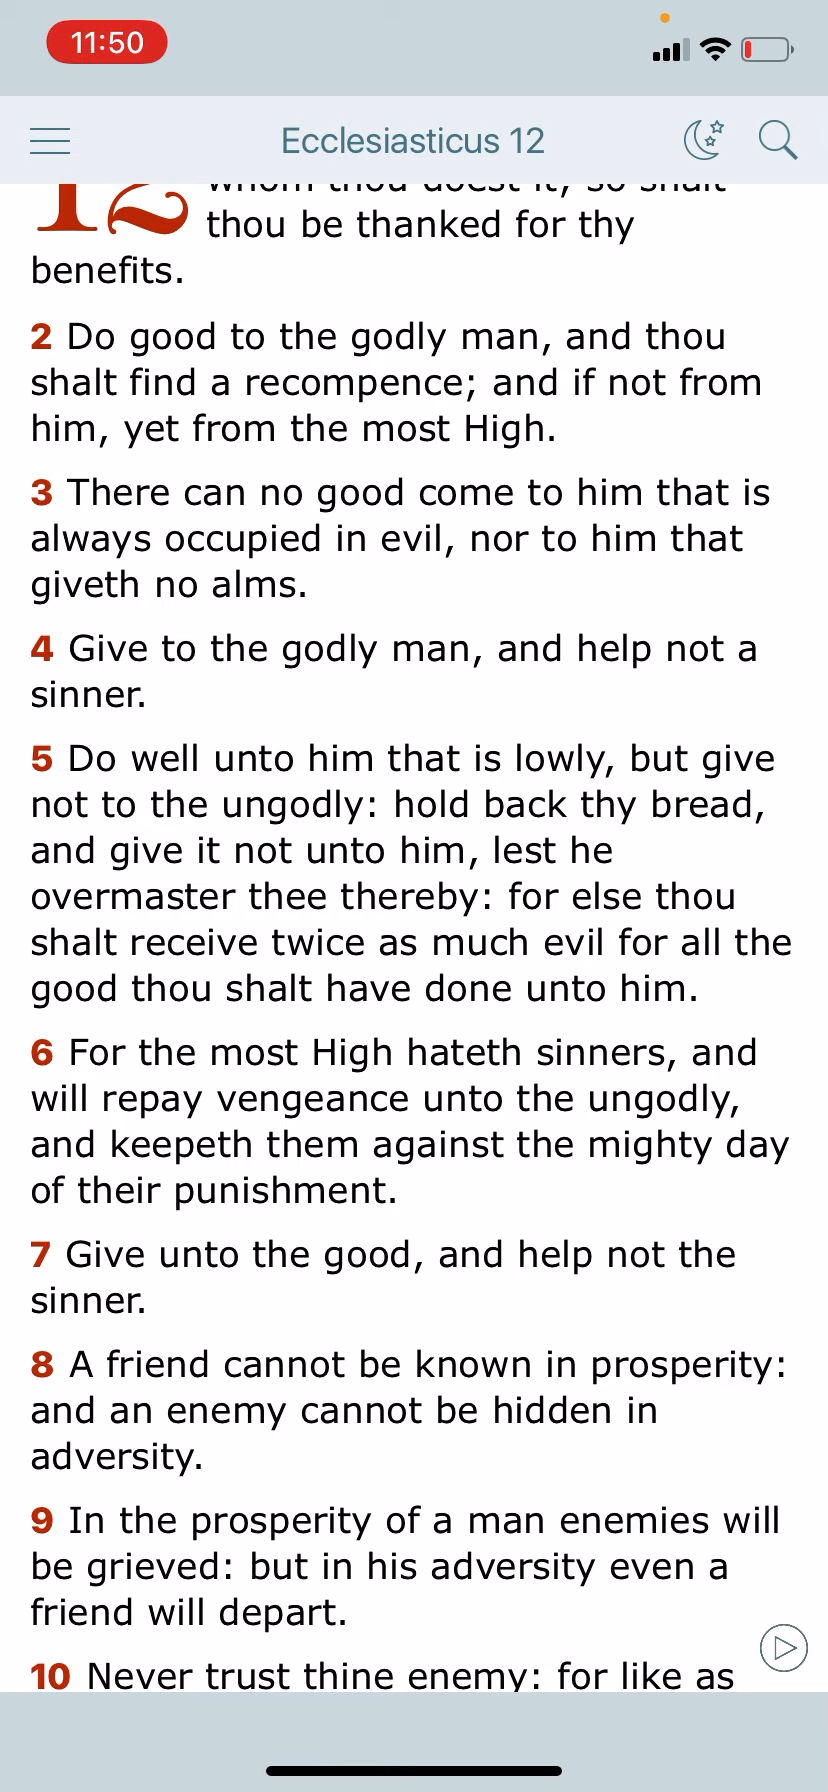 11:50
Ecclesiasticus 12
12 whom thou doest it, so shalt
thou be thanked for thy
benefits.
2 Do good to the godly man, and thou
shalt find a recompence; and if not from
him, yet from the most High.
3 There can no good come to him that is
always occupied in evil, nor to him that
giveth no alms.
4 Give to the godly man, and help not a
sinner.
5 Do well unto him that is lowly, but give
not to the ungodly: hold back thy bread,
and give it not unto him, lest he
overmaster thee thereby: for else thou
shalt receive twice as much evil for all the
good thou shalt have done unto him.
6 For the most High hateth sinners, and
will repay vengeance unto the ungodly,
and keepeth them against the mighty day
of their punishment.
7 Give unto the good, and help not the
sinner.
8 A friend cannot be known in prosperity:
and an enemy cannot be hidden in
adversity.
9 In the prosperity of a man enemies will
be grieved: but in his adversity even a
friend will depart.
10 Never trust thine enemy: for like as